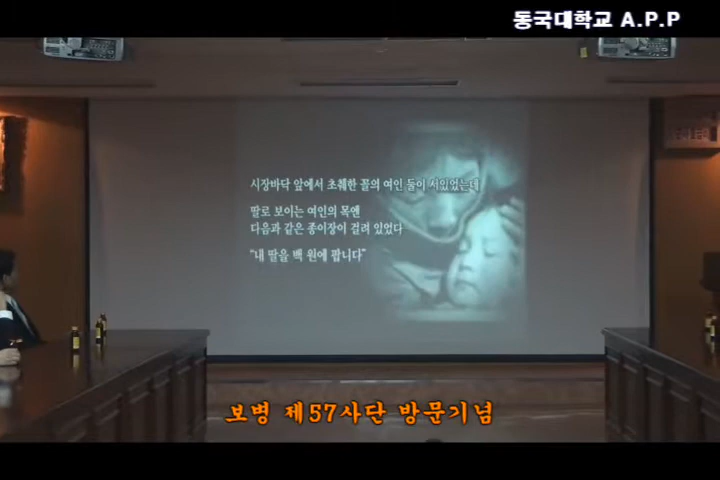 동국대학교 A.P.P
시장바닥 앞에서 초췌한 꼴의 여인 둘이 서있었는데
딸로 보이는 여인의 목엔
다음과 같은 종이장이 걸려 있었다
"내 딸을 백 원에 팝니다"
보병 제57사단 방문기념